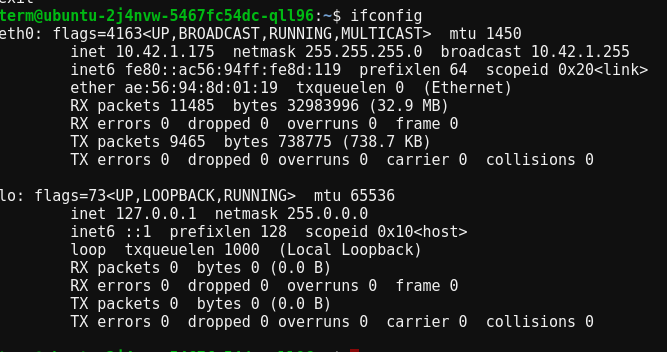 exit
term@ubuntu-2j4nvw-5467fc54dc-qll96:~$ ifconfig
eth0: flags=4163<UP,BROADCAST,RUNNING,MULTICAST>  mtu 1450
inet 10.42.1.175  netmask 255.255.255.0  broadcast 10.42.1.255
inet6 fe80::ac56:94ff:fe8d:119  prefixlen 64  scopeid 0x20<link>
ether ae:56:94:8d:01:19  txqueuelen 0  (Ethernet)
RX packets 11485  bytes 32983996 (32.9 MB)
RX errors 0  dropped 0  overruns 0  frame 0
TX packets 9465  bytes 738775 (738.7 KB)
TX errors 0  dropped 0 overruns 0  carrier 0  collisions 0
lo: flags=73<UP,LOOPBACK,RUNNING>  mtu 65536
inet 127.0.0.1  netmask 255.0.0.0
inet6 ::1  prefixlen 128  scopeid 0x10<host>
loop  txqueuelen 1000  (Local Loopback)
RX packets 0  bytes 0 (0.0 B)
RX errors 0  dropped 0  overruns 0  frame 0
TX packets 0  bytes 0 (0.0 B)
TX errors 0  dropped 0 overruns 0  carrier 0  collisions 0